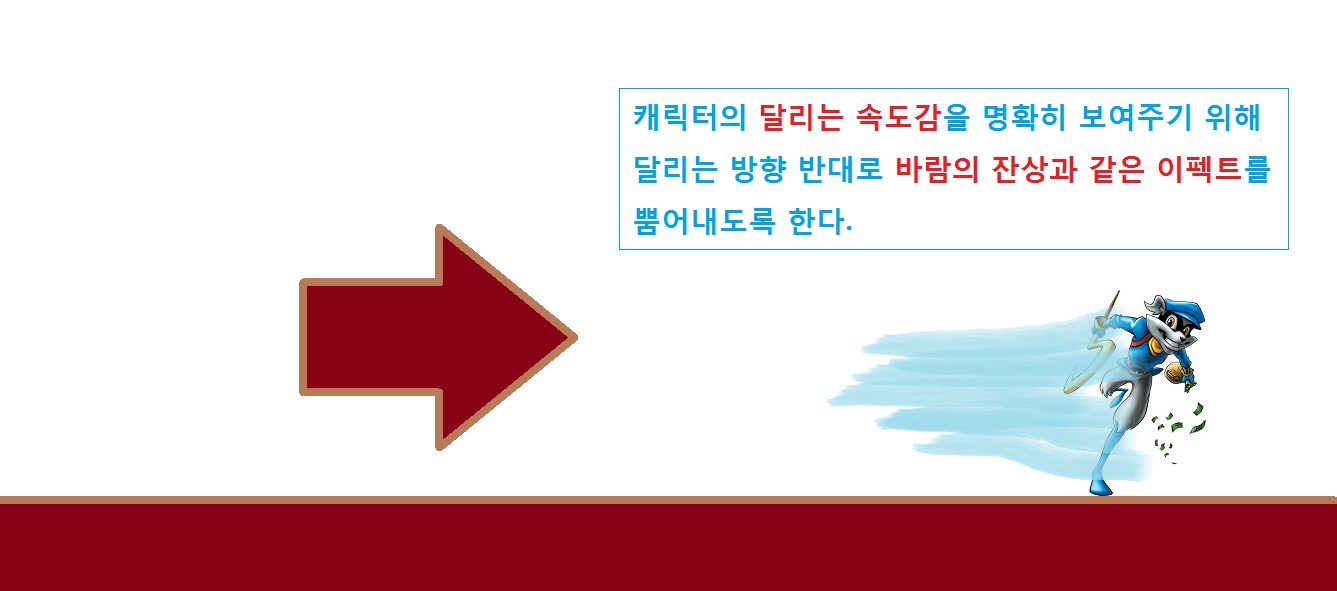 캐릭터의 달리는 속도감을 명확히 보여주기 위해
달리는 방향 반대로 바람의 잔상과 같은 이펙트를
뿜어내도록 한다.